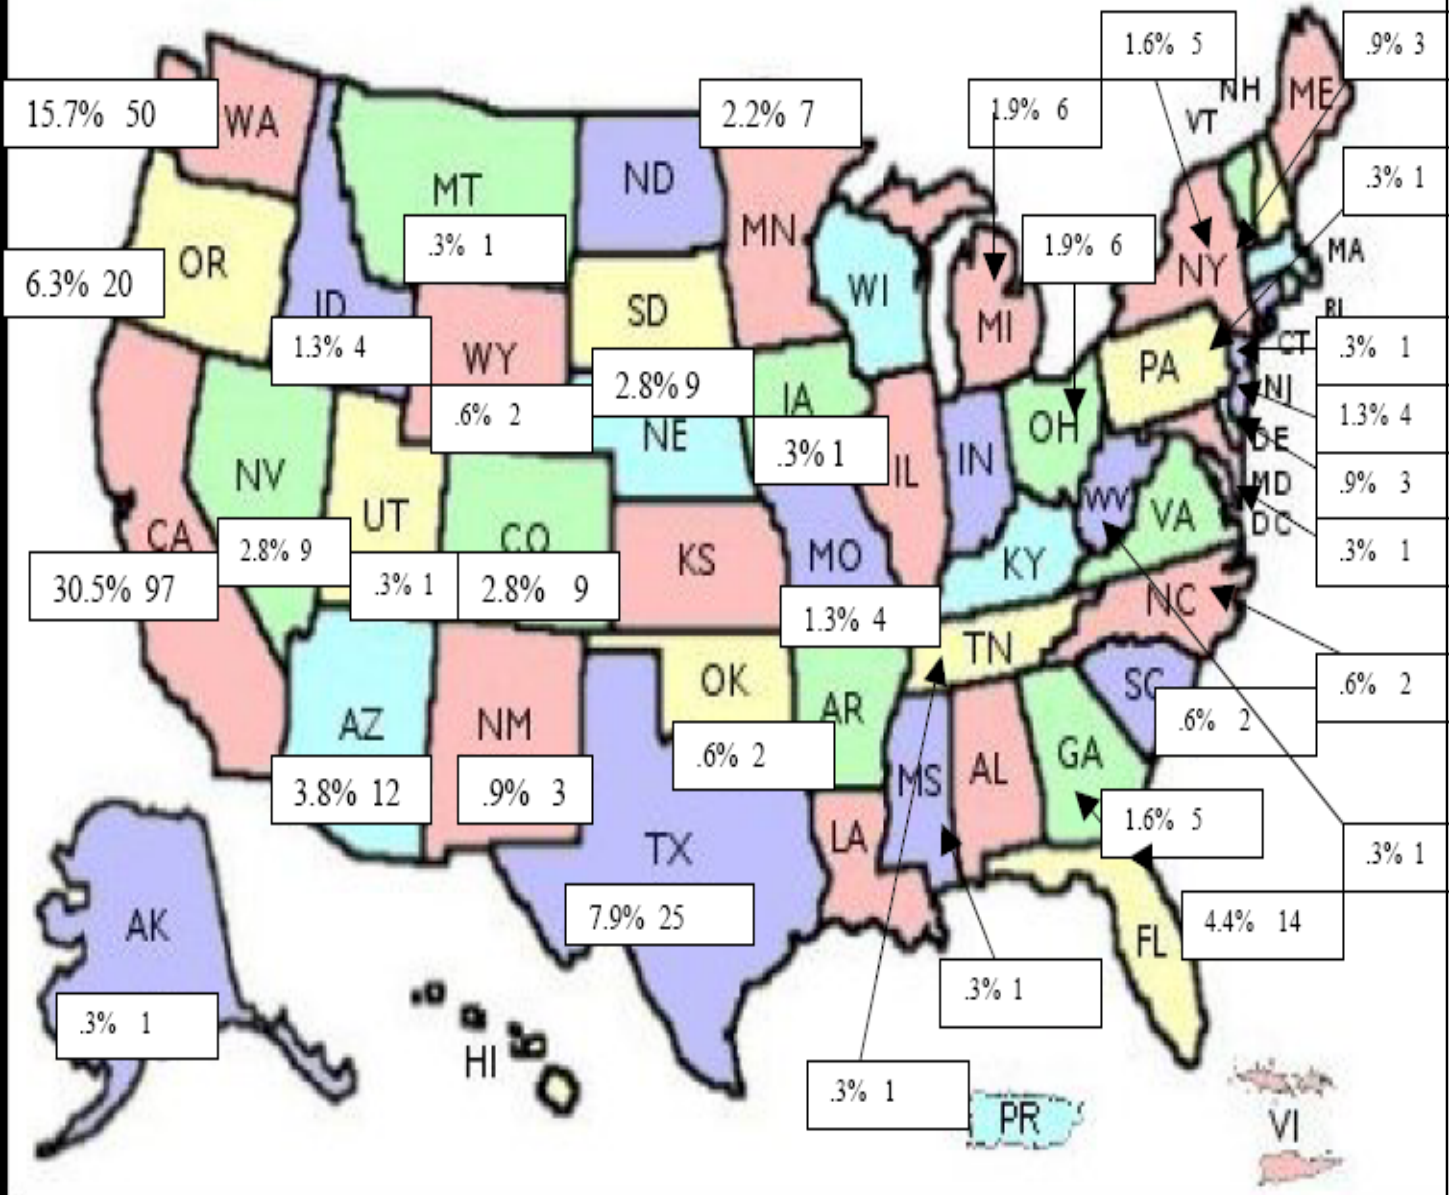 1.6% 5
.9% 3
NH
ME
15.7% 50
WA
2.2% 7
1.9% 6
VT
MT
ND
.3% 1
MN
.3% 1
1.9% 6
MA
OR
NY
6.3% 20
WI
ID
SD
MI
RI
1.3% 4
WY
PA
CT
.3% 1
2.8% 9
IA
NJ
.6% 2
1.3% 4
NE
OH
DE
.3% 1
IL
IN
NV
MD
.9% 3
WV
UT
VA
DC
CA
CO
KS
MO
KY
2.8% 9
.3% 1
30.5% 97
.3% 1
2.8% 9
NC
1.3% 4
TN
OK
SC
.6% 2
AZ
NM
AR
.6% 2
GA
.6% 2
MS
AL
3.8% 12
.9% 3
1.6% 5
LA
TX
.3% 1
AK
7.9% 25
4.4% 14
FL
.3% 1
.3% 1
HI
.3% 1
PR
VI